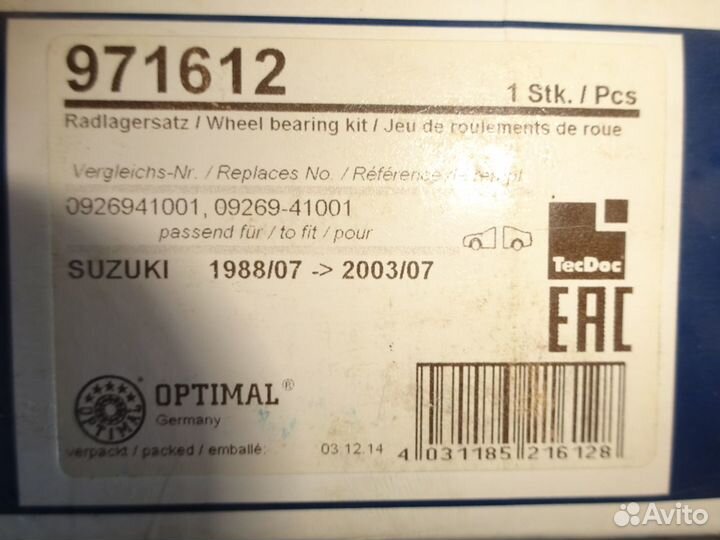 971612
1 Stk. / Pcs
Radlagersatz / Wheel bearing kit / Jeu de roulements de roue
Vergleichs-Nr. / Replaces No. / Référence
0926941001, 09269-41001
passend für / to fit / pour
SUZUKI 1988/07 -> 2003/07
TecDoc
EAC
OPTIMAL
OPTIMAL®
Germany
verpackt / packed / emballé: 03.12.14
4 031185 216128
Avito